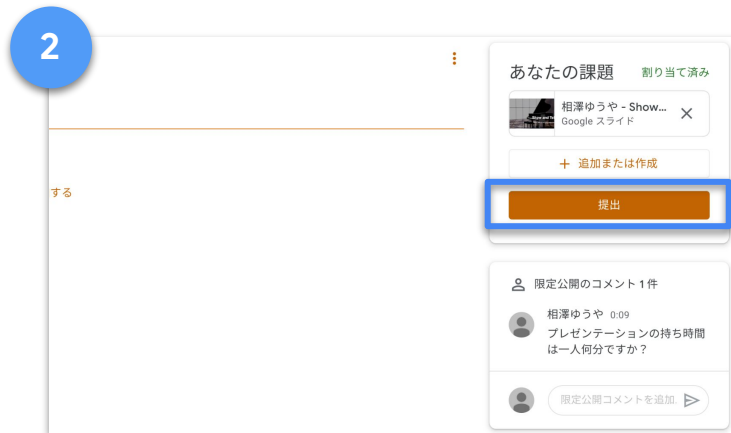 2
あなたの課題 割り当て済み
相澤ゆうや - Show...
Google スライド
+ 追加または作成
する
提出
限定公開のコメント 1 件
相澤ゆうや 0:09
プレゼンテーションの持ち時間
は一人何分ですか？
限定公開コメントを追加